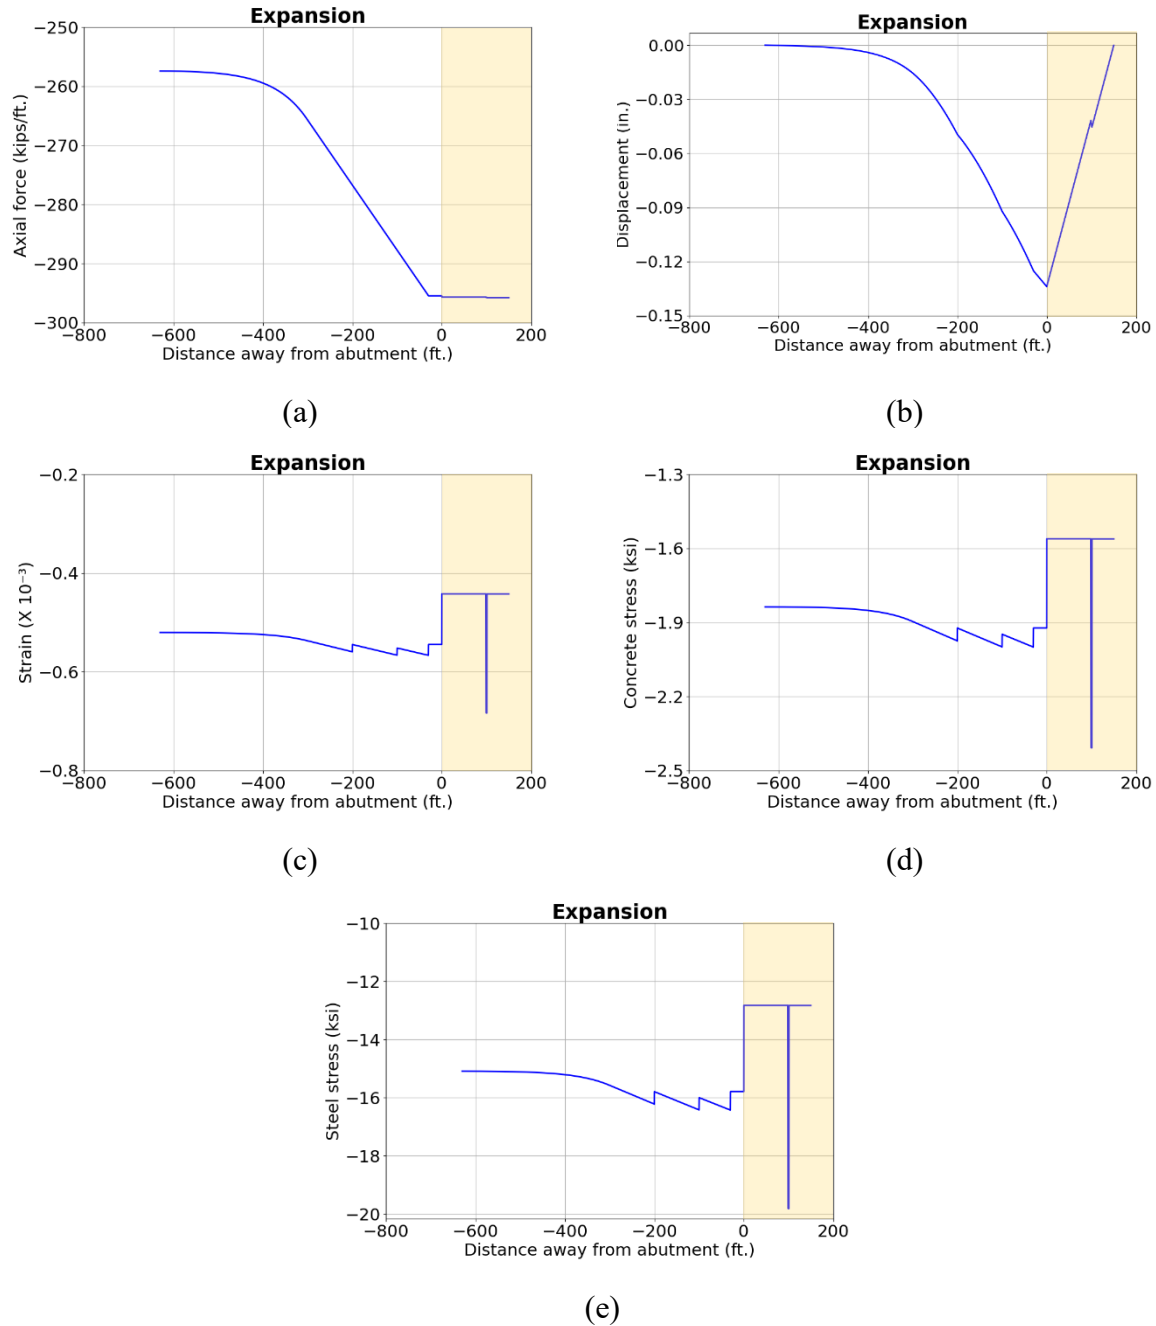 Expansion
Axial force (kips/ft.)
−250
−260
−270
−280
−290
−300
−800 −600 −400 −200 0 200
Distance away from abutment (ft.)
(a)
Expansion
Displacement (in.)
0.00
−0.03
−0.06
−0.09
−0.12
−0.15
−800 −600 −400 −200 0 200
Distance away from abutment (ft.)
(b)
Expansion
Strain (X 10⁻³)
−0.2
−0.4
−0.6
−0.8
−800 −600 −400 −200 0 200
Distance away from abutment (ft.)
(c)
Expansion
Concrete stress (ksi)
−1.3
−1.6
−1.9
−2.2
−2.5
−800 −600 −400 −200 0 200
Distance away from abutment (ft.)
(d)
Expansion
Steel stress (ksi)
−10
−12
−14
−16
−18
−20
−800 −600 −400 −200 0 200
Distance away from abutment (ft.)
(e)